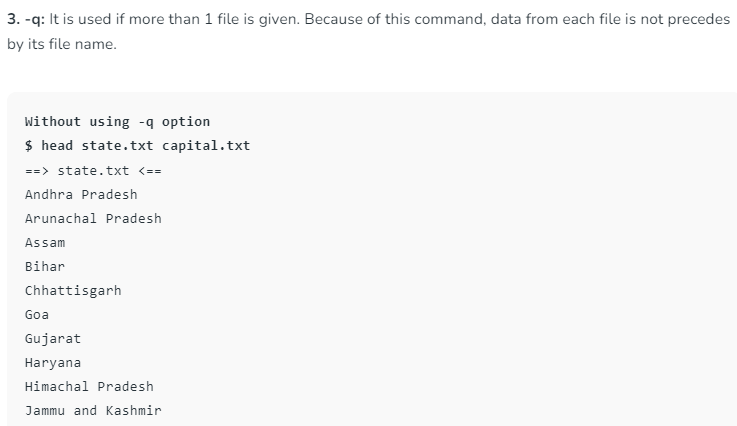 3. -q: It is used if more than 1 file is given. Because of this command, data from each file is not precedes
by its file name.
Without using -q option
$ head state.txt capital.txt
==> state.txt <==
Andhra Pradesh
Arunachal Pradesh
Assam
Bihar
Chhattisgarh
Goa
Gujarat
Haryana
Himachal Pradesh
Jammu and Kashmir